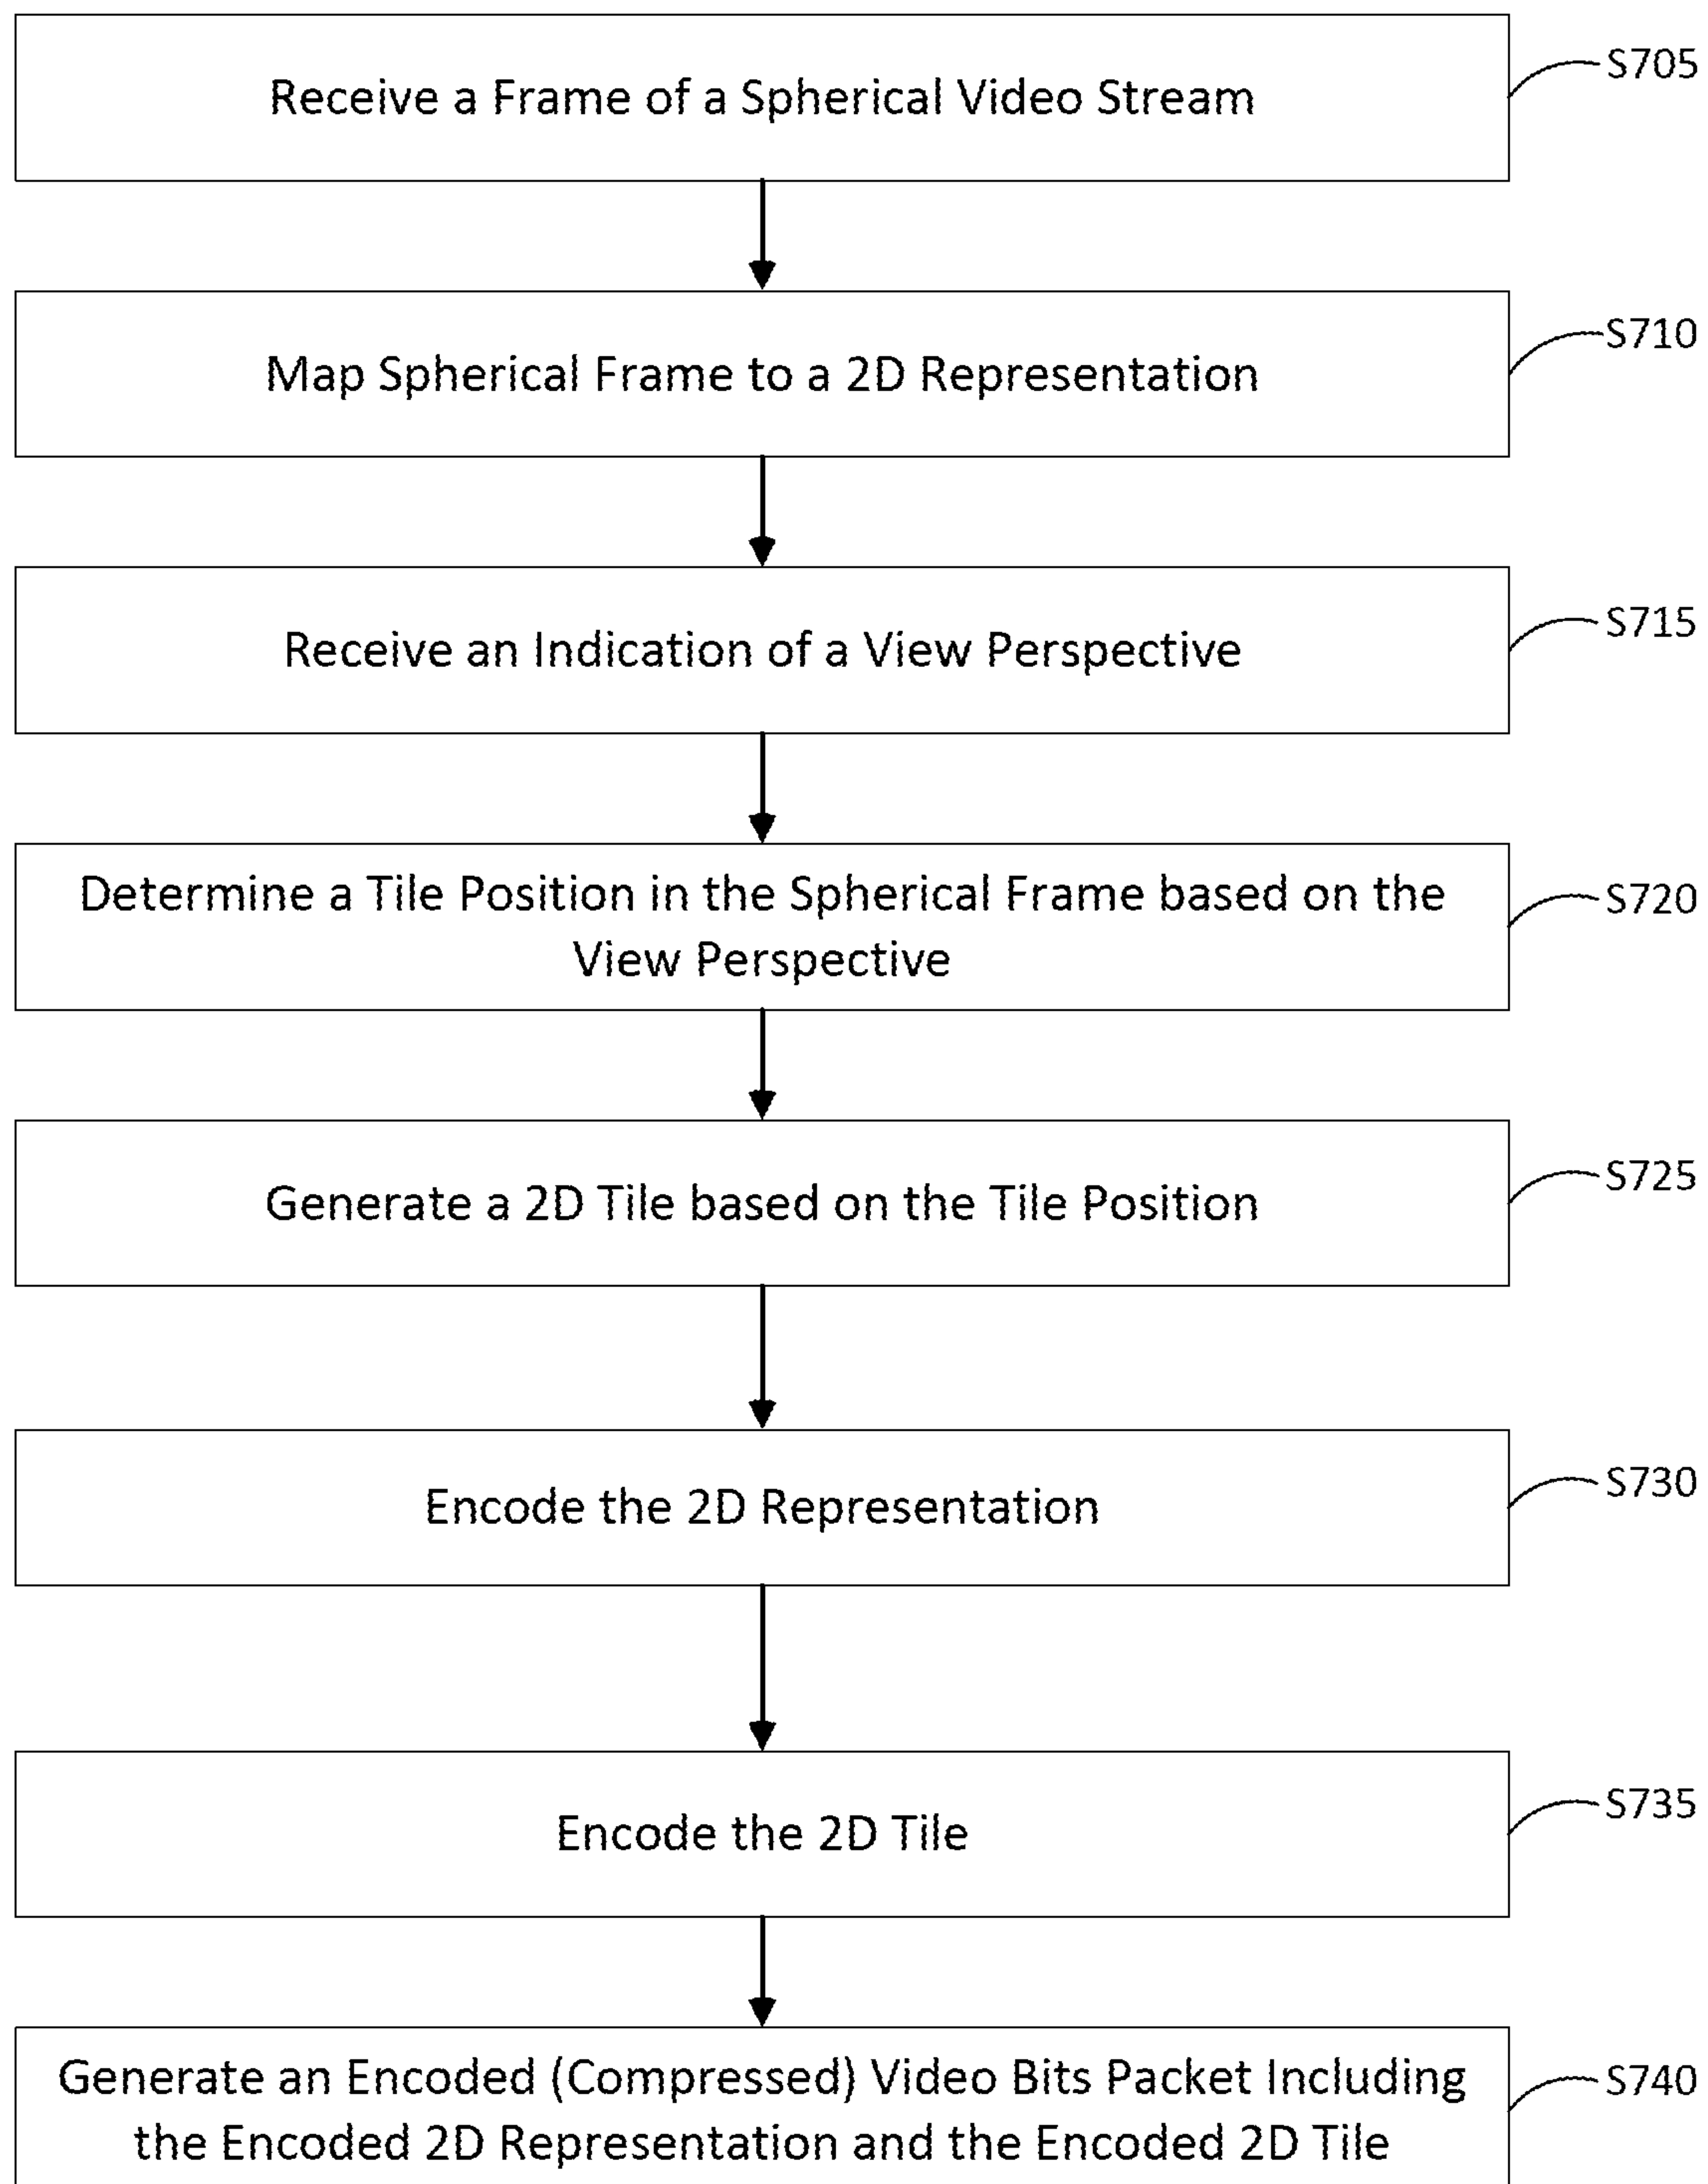 Receive a Frame of a Spherical Video Stream
S705
Map Spherical Frame to a 2D Representation
S710
Receive an Indication of a View Perspective
S715
Determine a Tile Position in the Spherical Frame based on the
View Perspective
S720
Generate a 2D Tile based on the Tile Position
S725
Encode the 2D Representation
S730
Encode the 2D Tile
S735
Generate an Encoded (Compressed) Video Bits Packet Including
the Encoded 2D Representation and the Encoded 2D Tile
S740